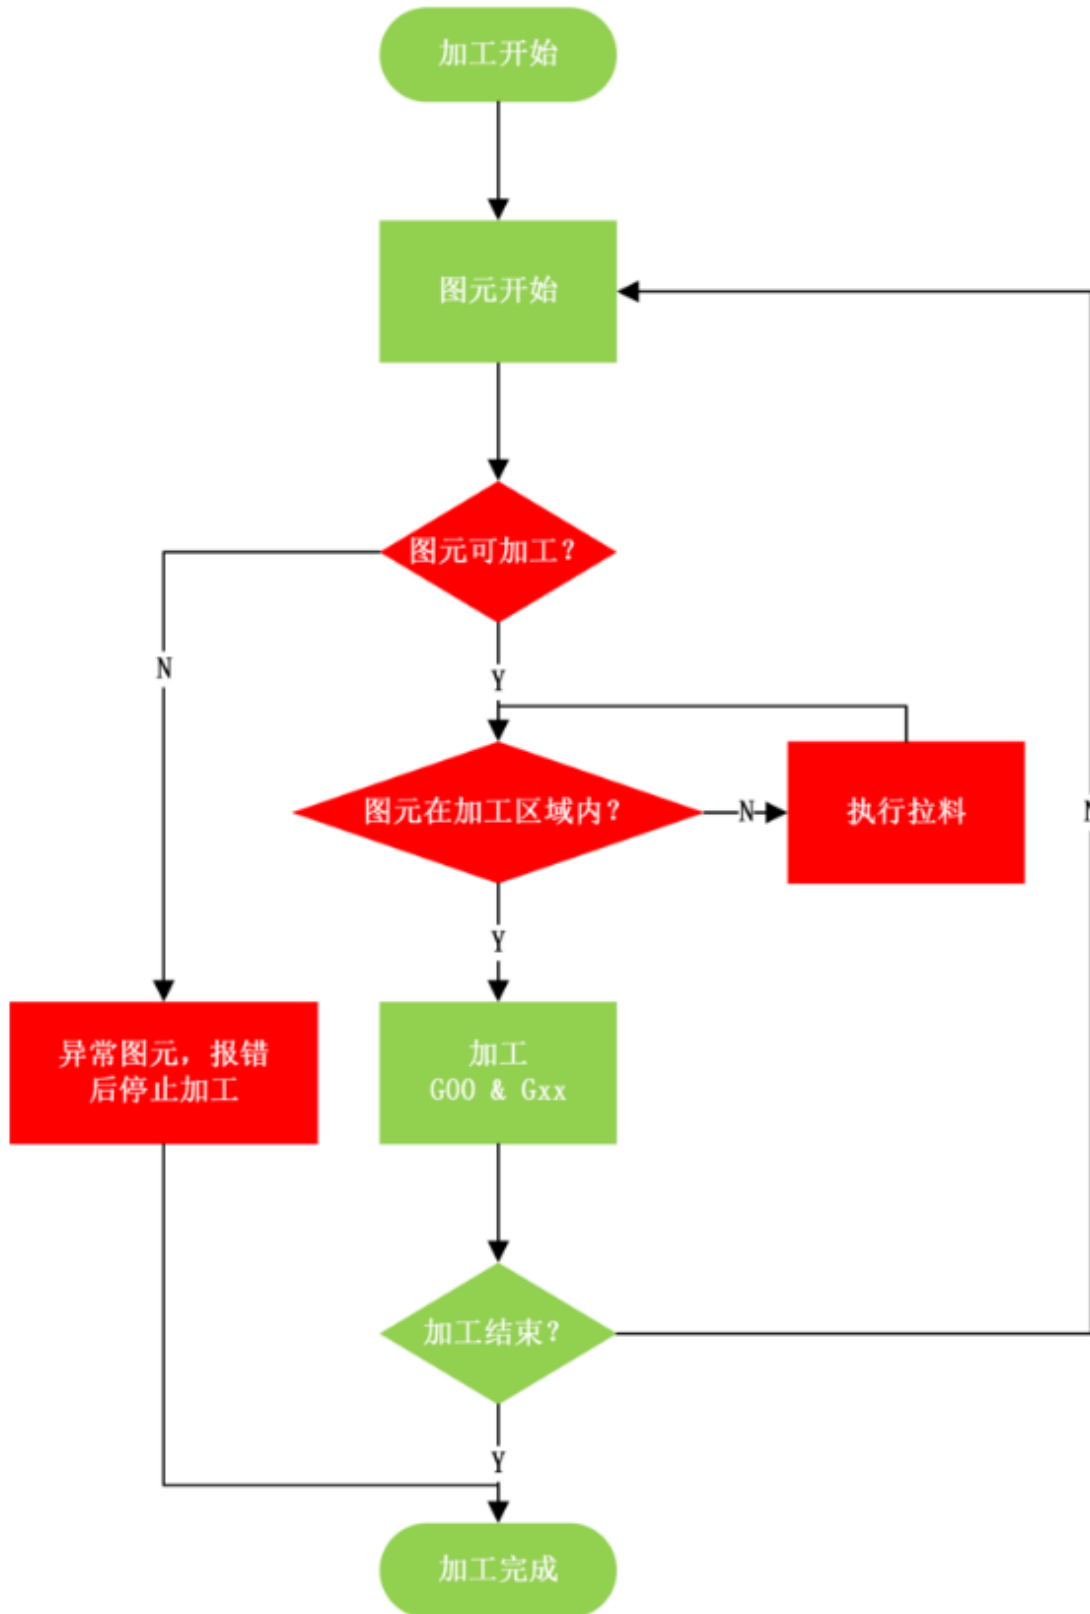 加工开始
图元开始
图元可加工？
N
Y
图元在加工区域内？
N
执行拉料
N
Y
异常图元，报错
后停止加工
加工
G00 & Gxx
加工结束？
Y
加工完成